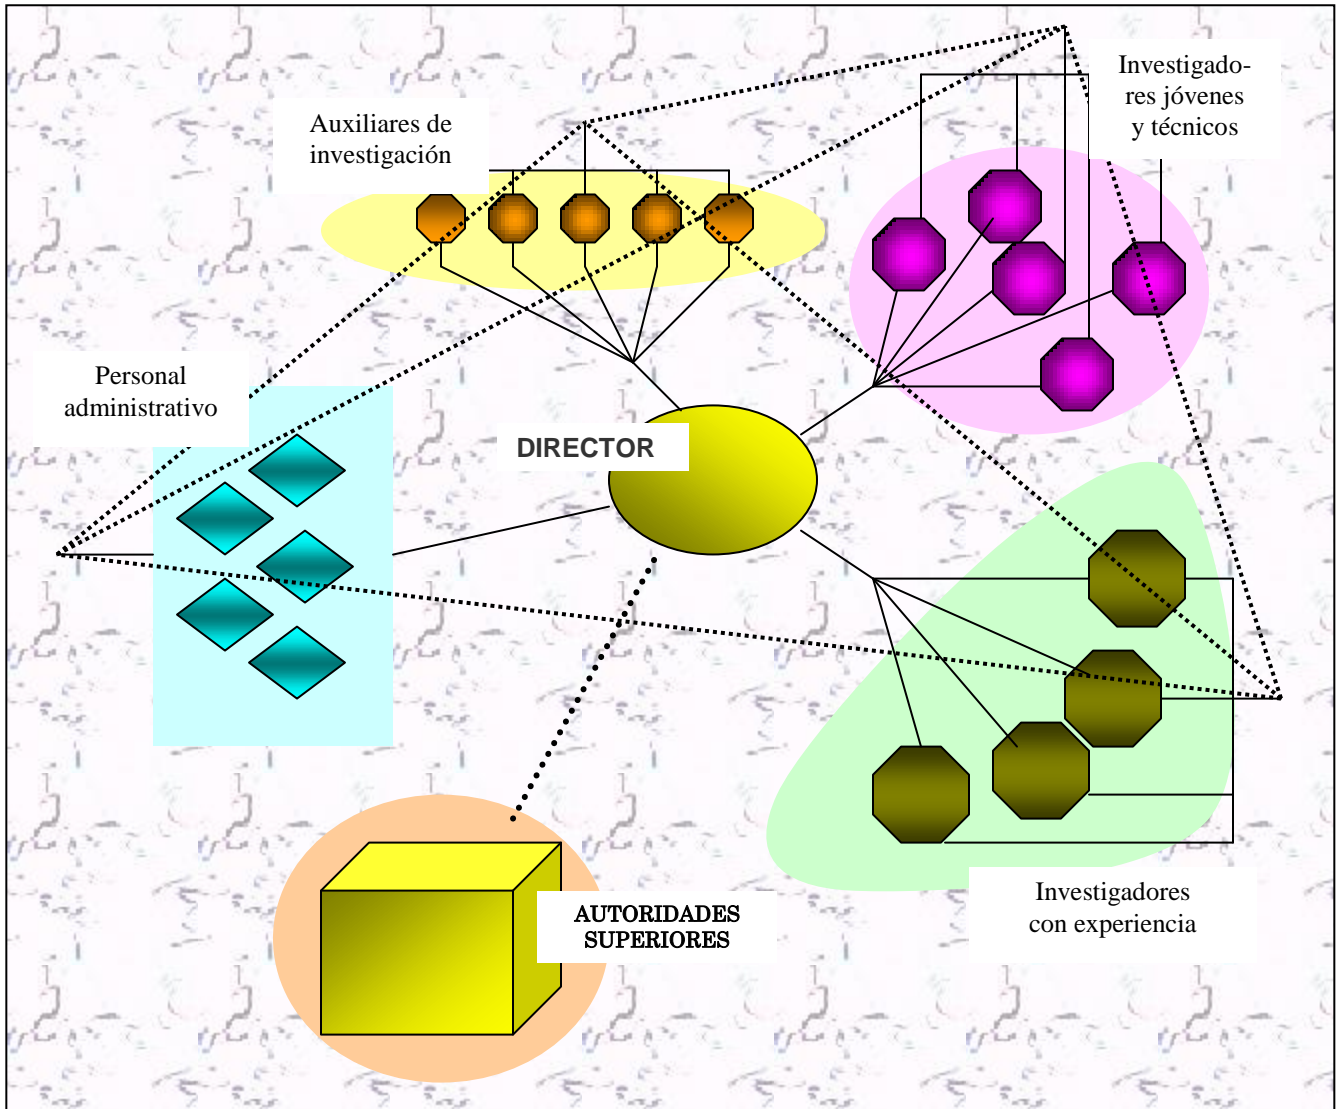 Investigado-
res jóvenes
y técnicos
Auxiliares de
investigación
Personal
administrativo
DIRECTOR
Investigadores
con experiencia
AUTORIDADES
SUPERIORES